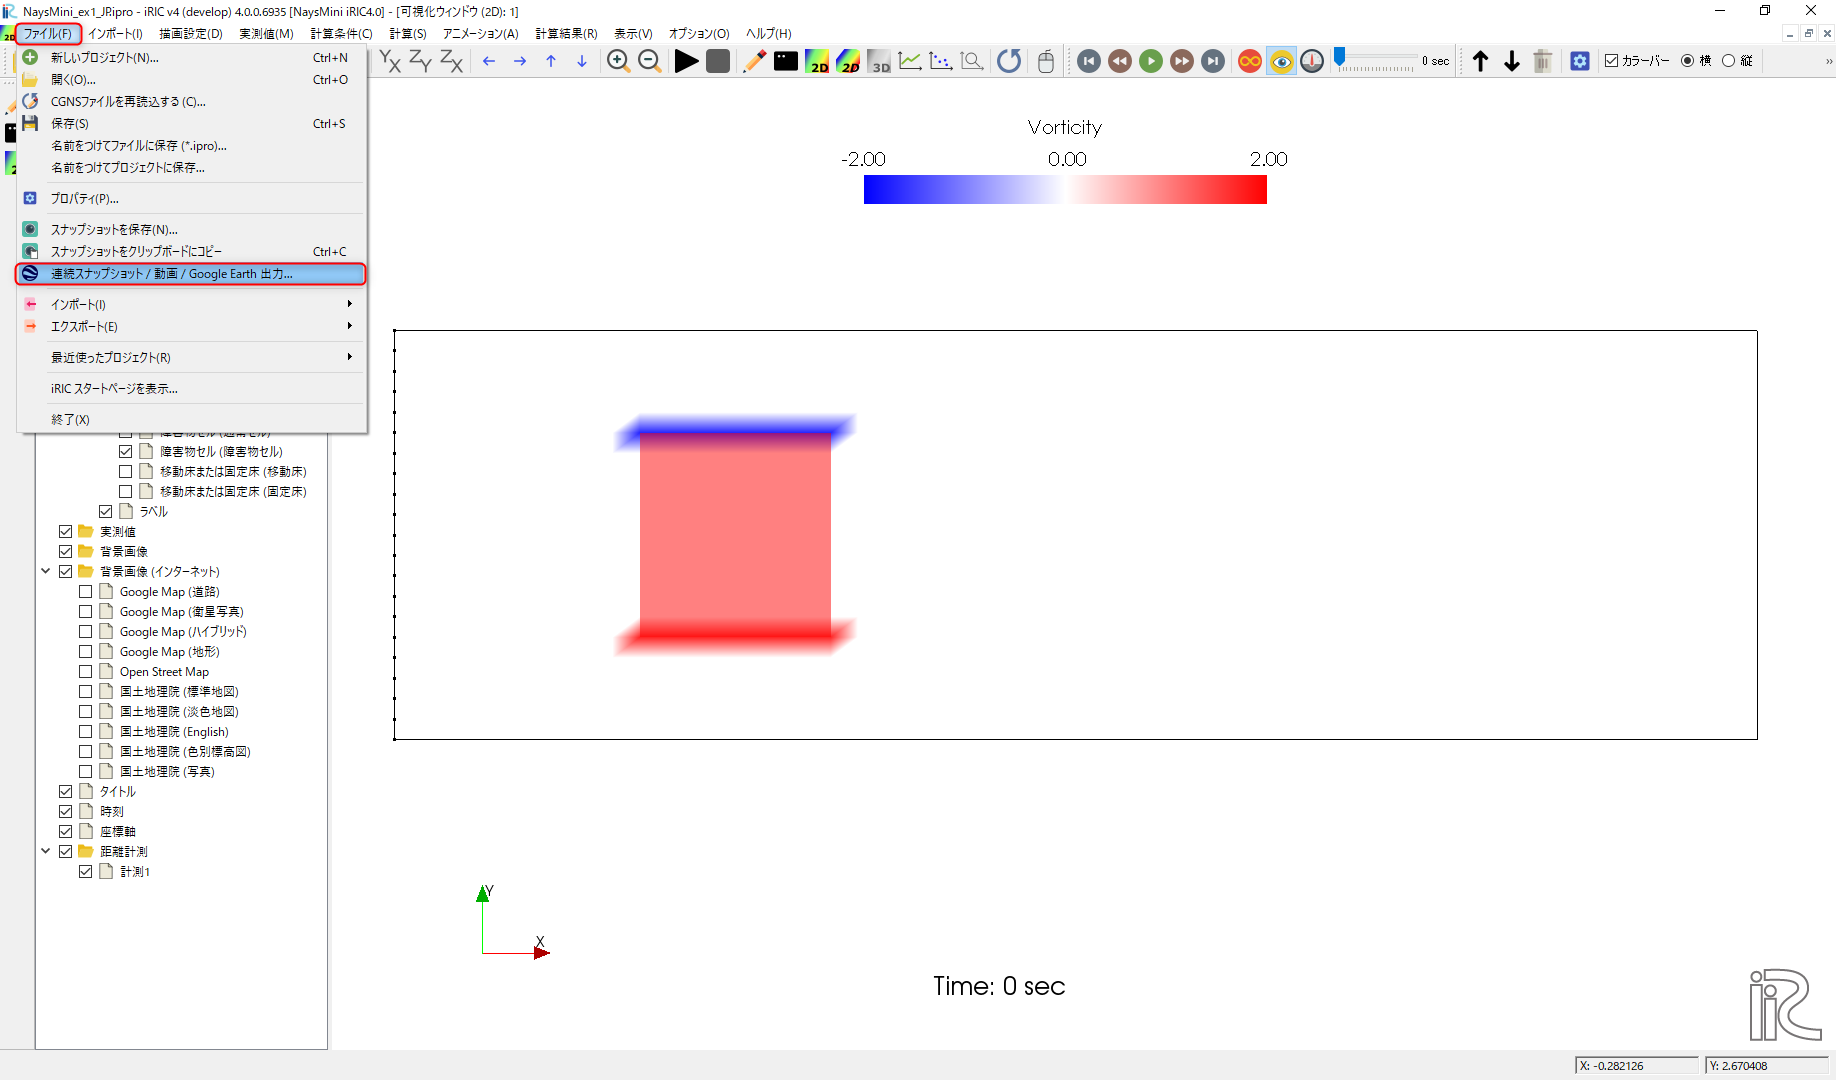 NaysMini_ex1_JP.ipro - iRIC v4 (develop) 4.0.0.6935 [NaysMini iRIC4.0] - [可視化ウィンドウ (2D): 1]
ファイル(F) インポート(I) 描画設定(D) 実測値(M) 計算条件(C) 計算(S) アニメーション(A) 計算結果(R) 表示(V) オプション(O) ヘルプ(H)
0 sec カラーバー 横 縦
新しいプロジェクト(N)... Ctrl+N
開く(O)... Ctrl+O
CGNSファイルを再読込する (C)...
保存(S) Ctrl+S
名前をつけてファイルに保存 (*.ipro)...
名前をつけてプロジェクトに保存...
プロパティ(P)...
スナップショットを保存(N)...
スナップショットをクリップボードにコピー Ctrl+C
連続スナップショット / 動画 / Google Earth 出力...
インポート(I)
エクスポート(E)
最近使ったプロジェクト(R)
iRIC スタートページを表示...
終了(X)
障害物セル (通常セル)
障害物セル (障害物セル)
移動床または固定床 (移動床)
移動床または固定床 (固定床)
ラベル
実測値
背景画像
背景画像 (インターネット)
Google Map (道路)
Google Map (衛星写真)
Google Map (ハイブリッド)
Google Map (地形)
Open Street Map
国土地理院 (標準地図)
国土地理院 (淡色地図)
国土地理院 (English)
国土地理院 (色別標高図)
国土地理院 (写真)
タイトル
時刻
座標軸
距離計測
計測1
Vorticity
-2.00 0.00 2.00
Y
X
Time: 0 sec
iRIC
X: -0.282126 Y: 2.670408